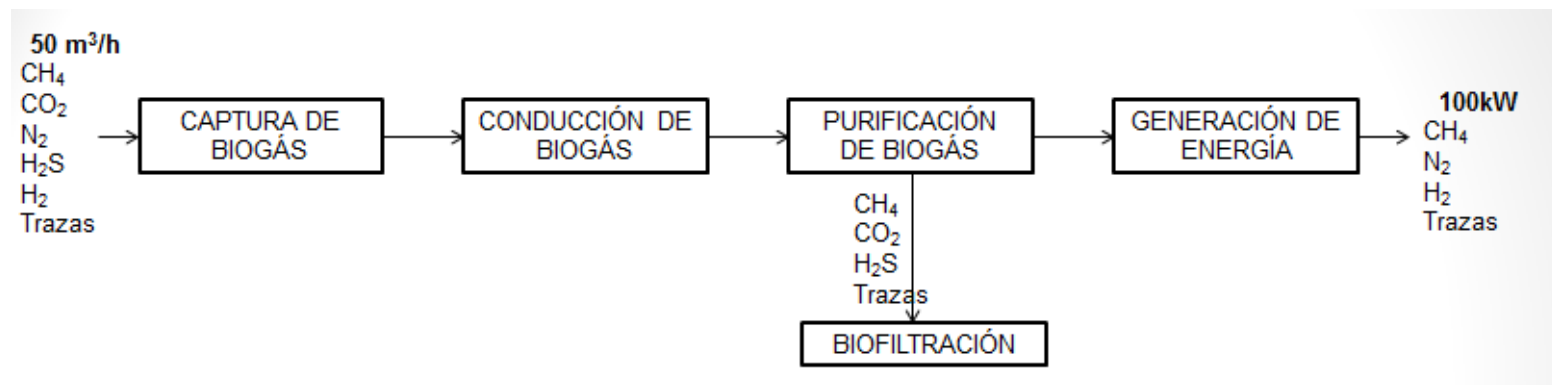 50 m³/h
CH₄
CO₂
N₂
H₂S
H₂
Trazas
CAPTURA DE
BIOGÁS
CONDUCCIÓN DE
BIOGÁS
PURIFICACIÓN
DE BIOGÁS
GENERACIÓN DE
ENERGÍA
100kW
CH₄
N₂
H₂
Trazas
CH₄
CO₂
H₂S
Trazas
BIOFILTRACIÓN